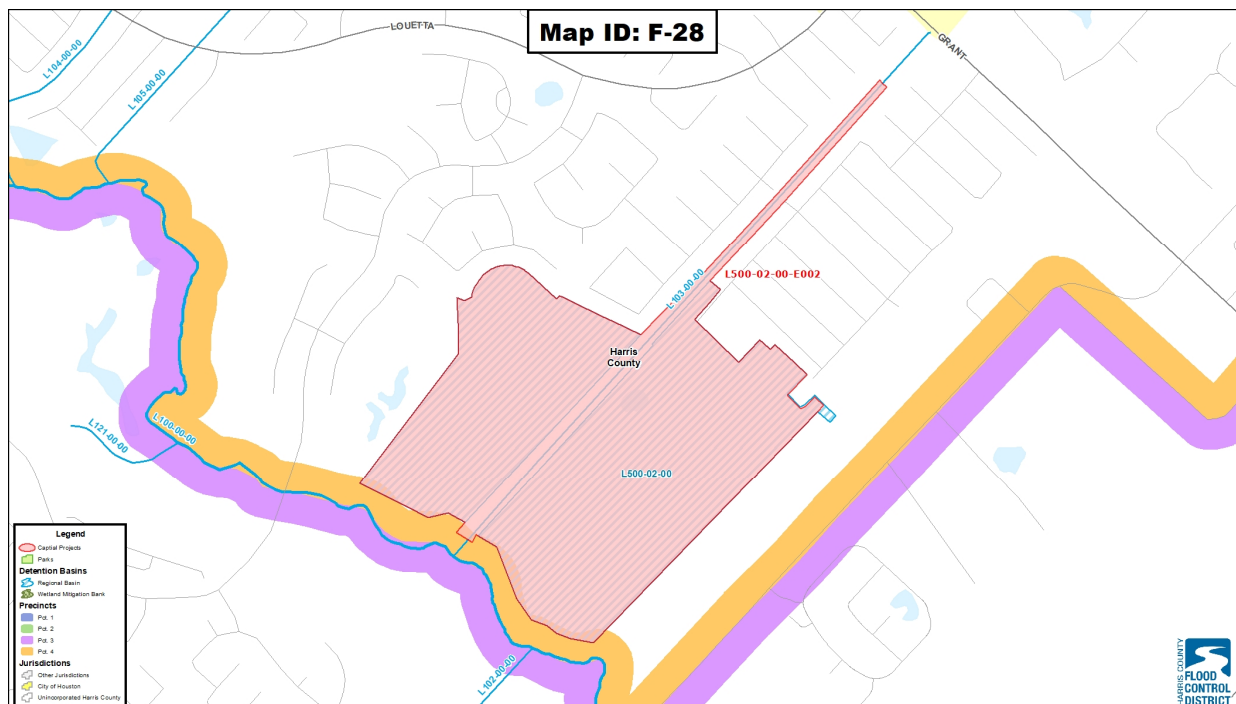 Map ID: F-28
LOUETTA
GRANT
L104-00-00
L105-00-00
L103-00-00
L500-02-00-E002
Harris
County
L121-00-00
L100-00-00
L500-02-00
L102-00-00
Legend
Captial Projects
Parks
Detention Basins
Regional Basin
Wetland Mitigation Bank
Precincts
Pct. 1
Pct. 2
Pct. 3
Pct. 4
Jurisdictions
Other Jurisdictions
City of Houston
Unincorporated Harris County
HARRIS COUNTY
FLOOD
CONTROL
DISTRICT